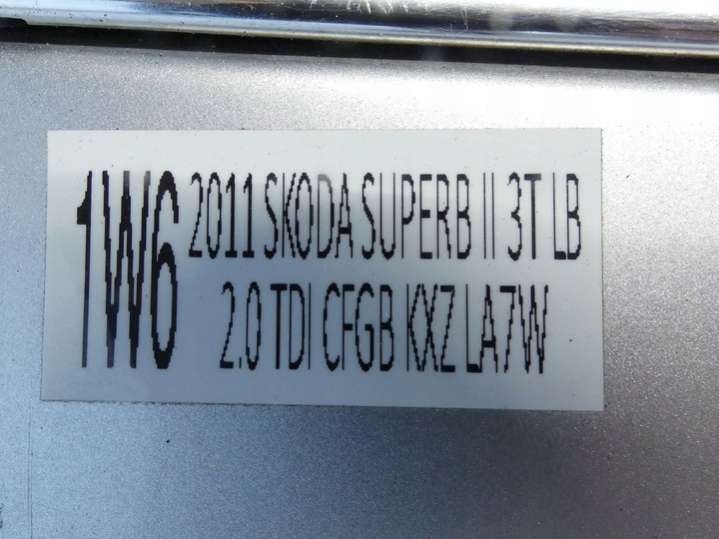 1W6
2011 SKODA SUPERB II 3T LB
2.0 TDI CFGB KXZ LA7W